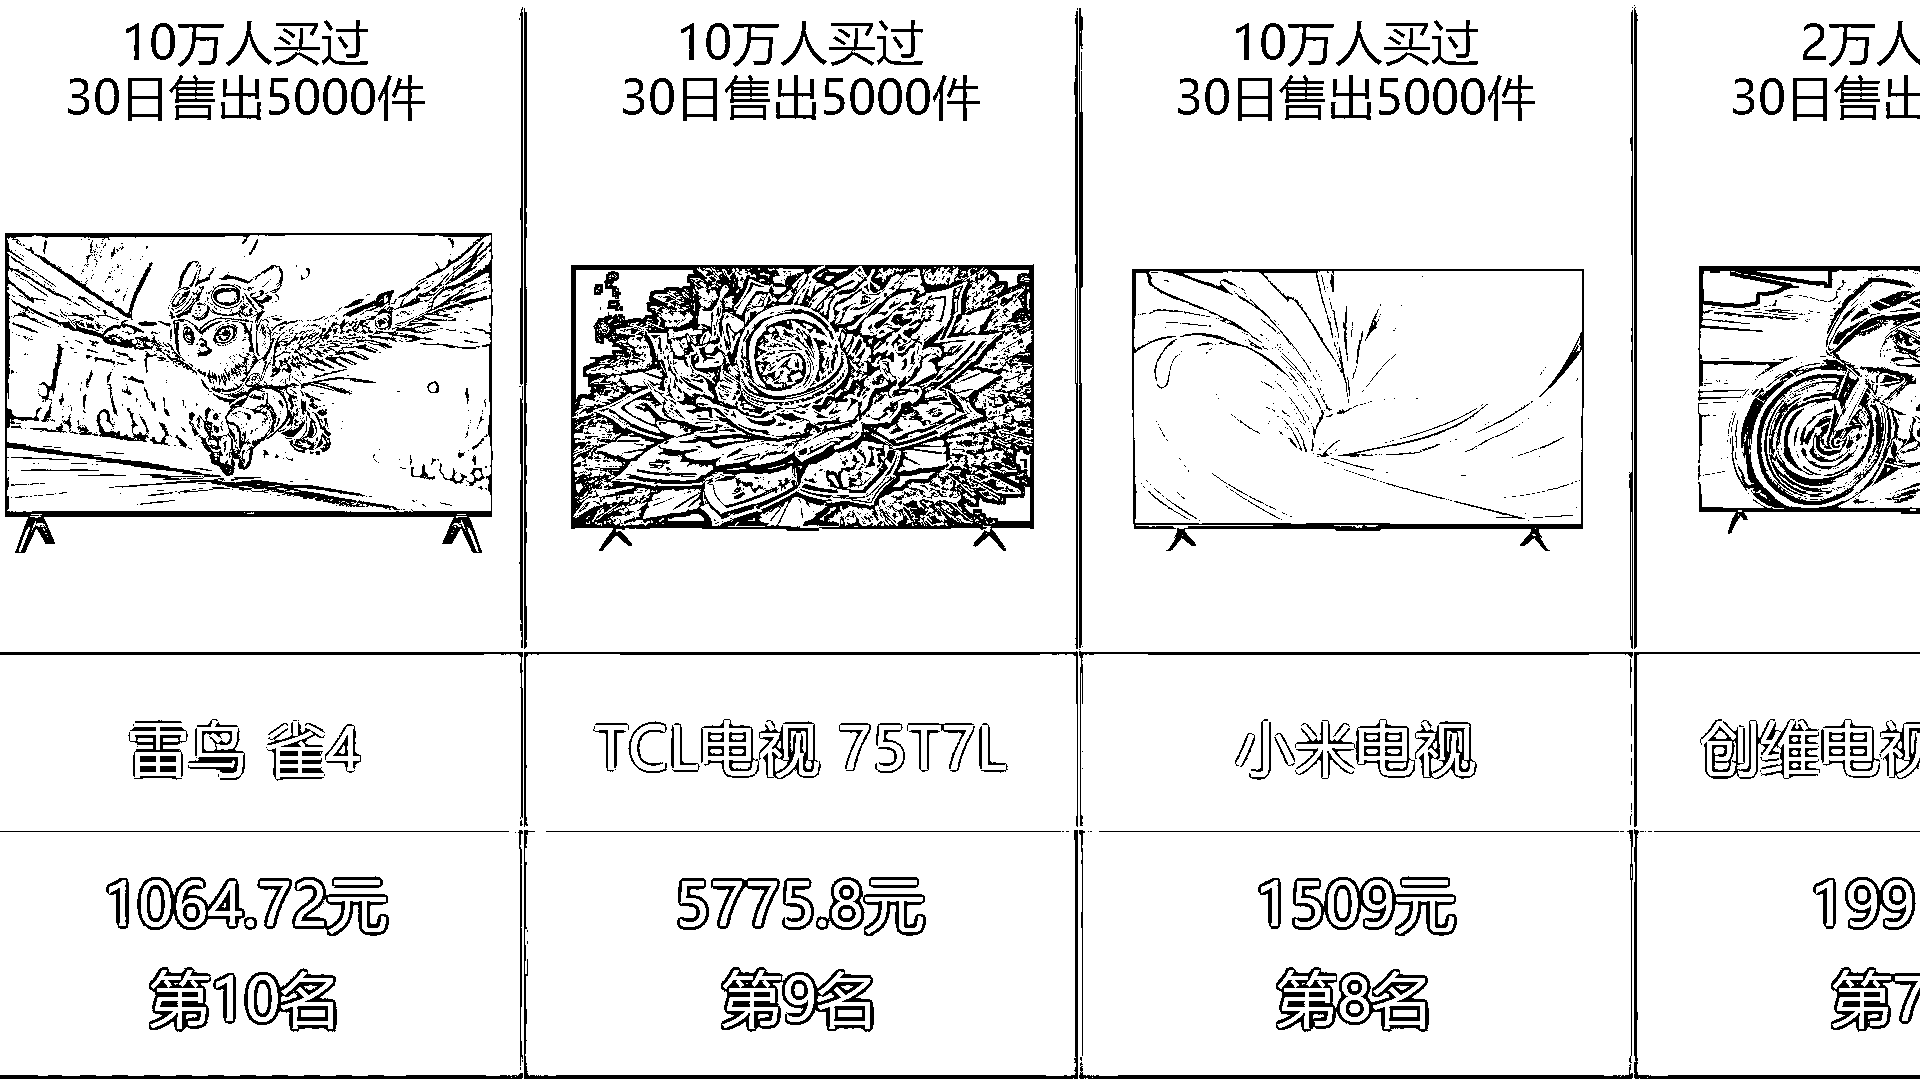 10万人买过
30日售出5000件
雷鸟 雀4
1064.72元
第10名
10万人买过
30日售出5000件
TCL电视 75T7L
5775.8元
第9名
10万人买过
30日售出5000件
小米电视
1509元
第8名
2万人
30日售出
创维电视
199
第7